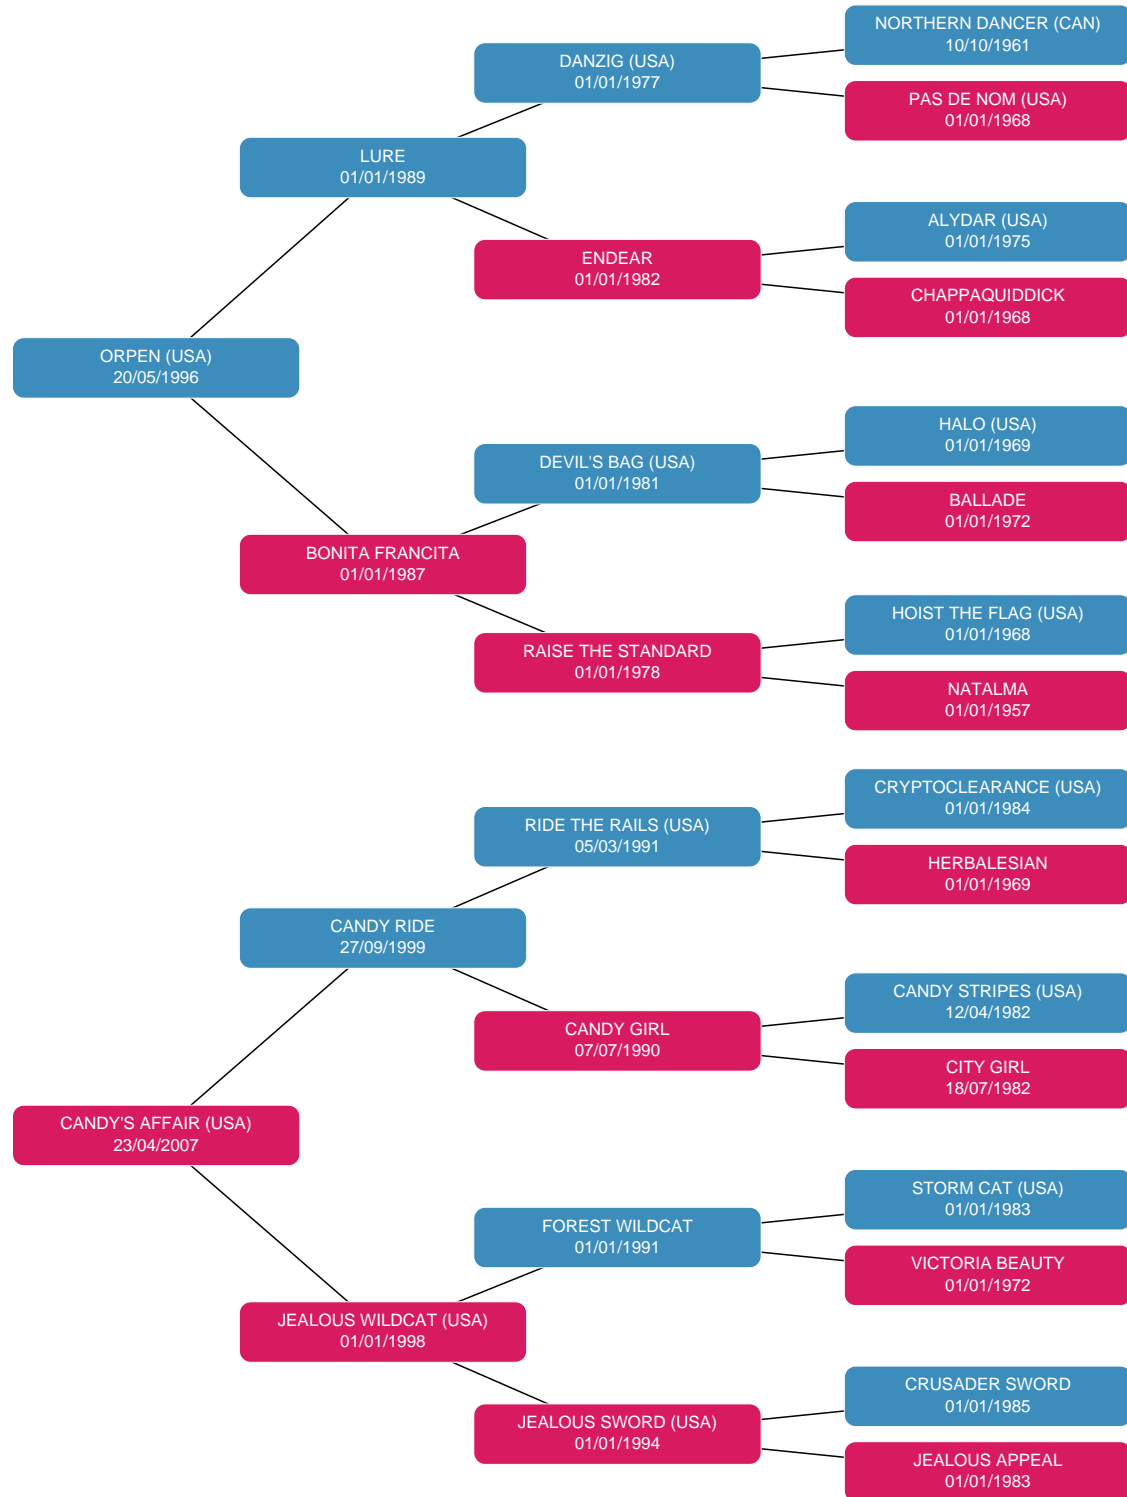 NORTHERN DANCER (CAN)
10/10/1961
DANZIG (USA)
01/01/1977
PAS DE NOM (USA)
01/01/1968
LURE
01/01/1989
ALYDAR (USA)
01/01/1975
ENDEAR
01/01/1982
CHAPPAQUIDDICK
01/01/1968
ORPEN (USA)
20/05/1996
HALO (USA)
01/01/1969
DEVIL'S BAG (USA)
01/01/1981
BALLADE
01/01/1972
BONITA FRANCITA
01/01/1987
HOIST THE FLAG (USA)
01/01/1968
RAISE THE STANDARD
01/01/1978
NATALMA
01/01/1957
CRYPTOCLEARANCE (USA)
01/01/1984
RIDE THE RAILS (USA)
05/03/1991
HERBALESIAN
01/01/1969
CANDY RIDE
27/09/1999
CANDY STRIPES (USA)
12/04/1982
CANDY GIRL
07/07/1990
CITY GIRL
18/07/1982
CANDY'S AFFAIR (USA)
23/04/2007
STORM CAT (USA)
01/01/1983
FOREST WILDCAT
01/01/1991
VICTORIA BEAUTY
01/01/1972
JEALOUS WILDCAT (USA)
01/01/1998
CRUSADER SWORD
01/01/1985
JEALOUS SWORD (USA)
01/01/1994
JEALOUS APPEAL
01/01/1983